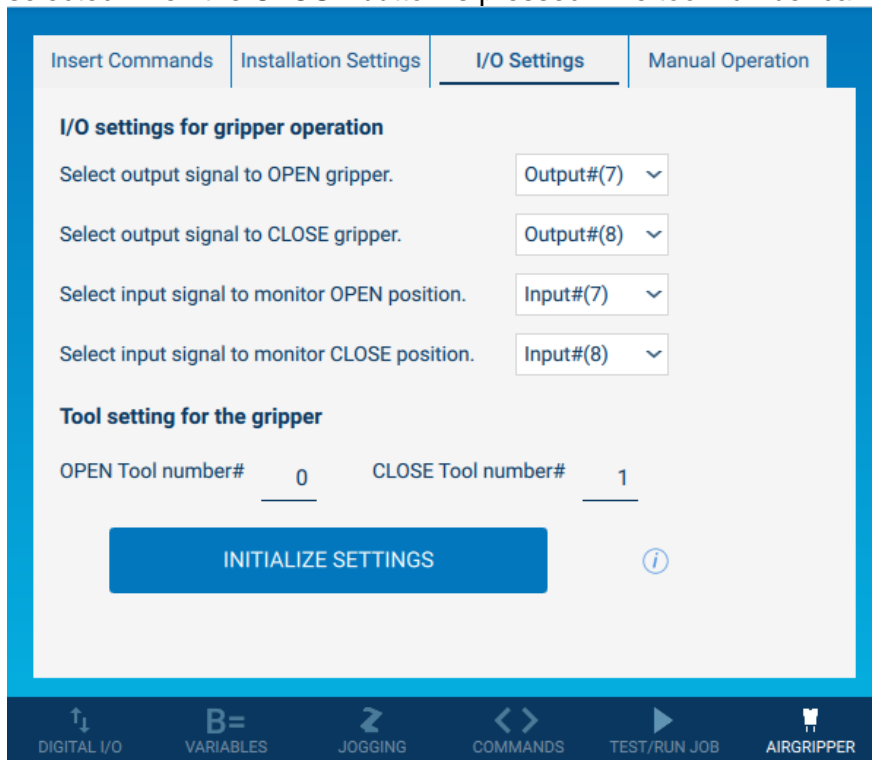 Insert Commands Installation Settings I/O Settings Manual Operation
I/O settings for gripper operation
Select output signal to OPEN gripper. Output#(7)
Select output signal to CLOSE gripper. Output#(8)
Select input signal to monitor OPEN position. Input#(7)
Select input signal to monitor CLOSE position. Input#(8)
Tool setting for the gripper
OPEN Tool number# 0 CLOSE Tool number# 1
INITIALIZE SETTINGS i
B=
DIGITAL I/O VARIABLES JOGGING COMMANDS TEST/RUN JOB AIRGRIPPER